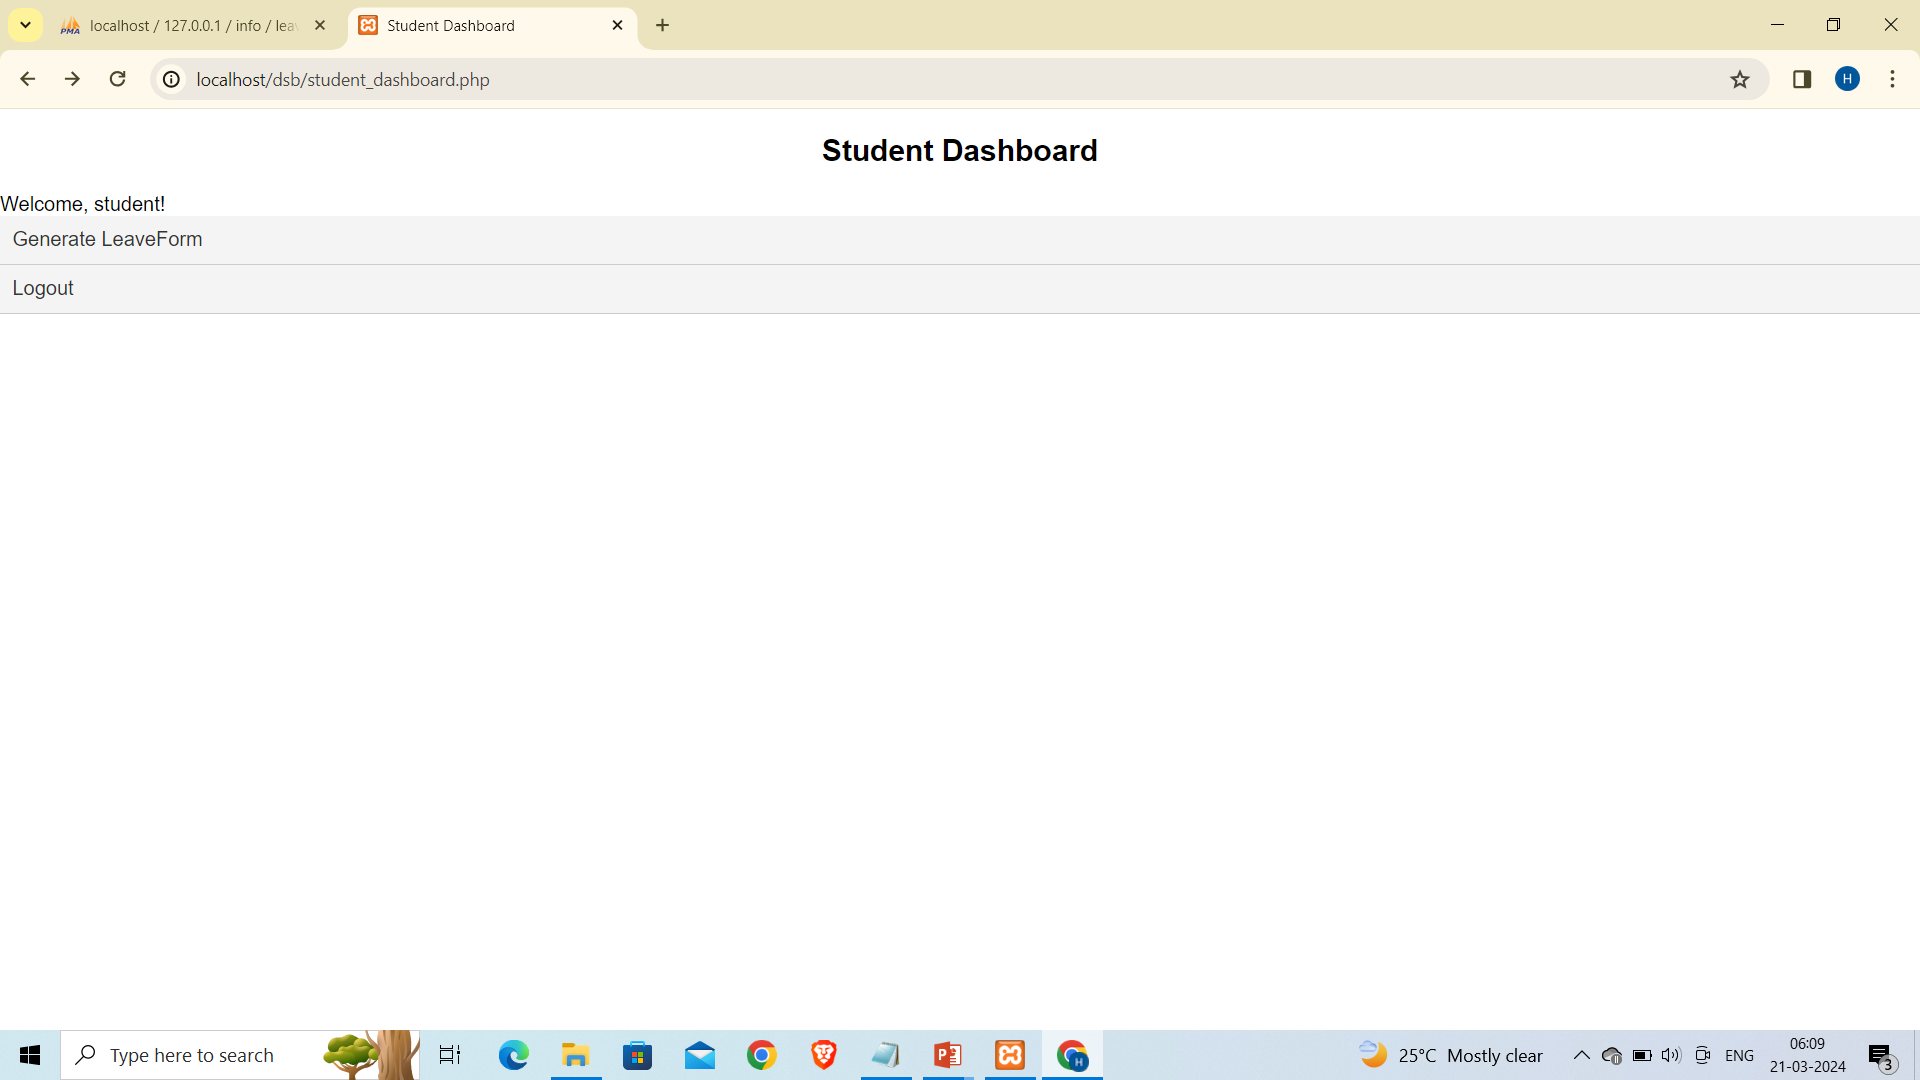 localhost / 127.0.0.1 / info / lea
Student Dashboard
localhost/dsb/student_dashboard.php
H
Student Dashboard
Welcome, student!
Generate LeaveForm
Logout
Type here to search
25°C Mostly clear
ENG
06:09
21-03-2024
3